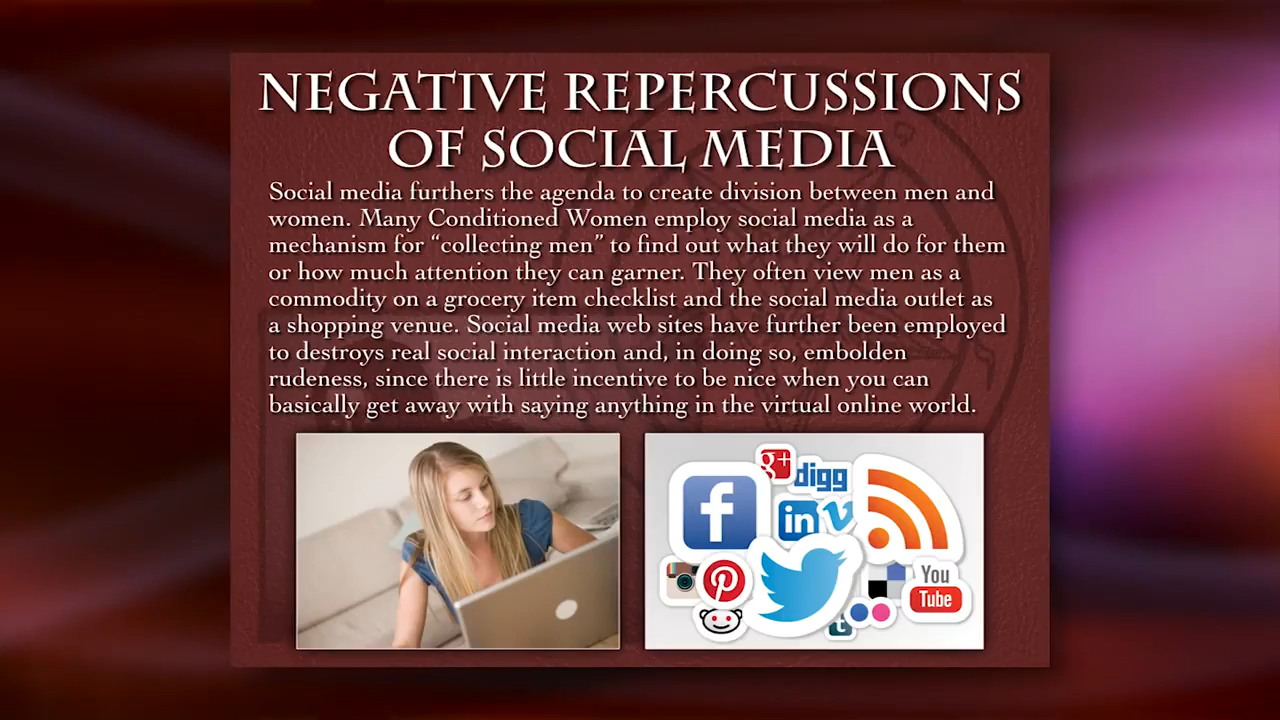 NEGATIVE REPERCUSSIONS
OF SOCIAL MEDIA
Social media furthers the agenda to create division between men and
women. Many Conditioned Women employ social media as a
mechanism for “collecting men” to find out what they will do for them
or how much attention they can garner. They often view men as a
commodity on a grocery item checklist and the social media outlet as
a shopping venue. Social media web sites have further been employed
to destroys real social interaction and, in doing so, embolden
rudeness, since there is little incentive to be nice when you can
basically get away with saying anything in the virtual online world.
g+
digg
f
in
v
You
Tube
t